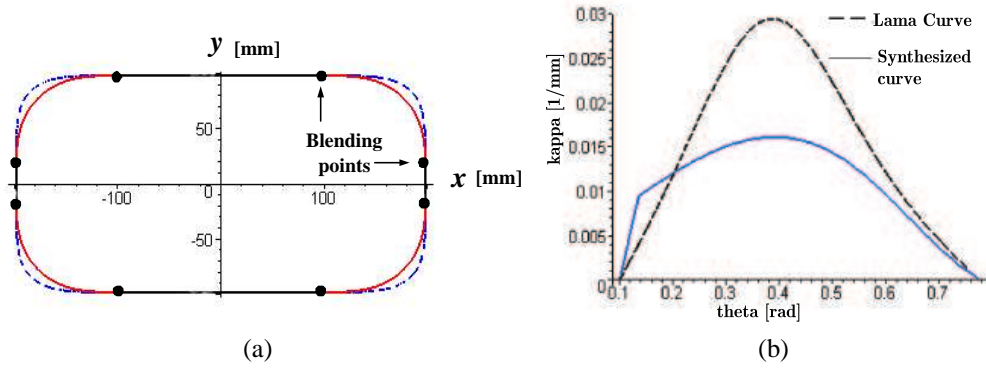 y [mm]
50
Blending
points
x [mm]
-100
0
0
100
-50
(a)
0.03
0.025
0.02
0.015
0.01
0.005
0
kappa [1/mm]
0.1
0.2
0.3
0.4
0.5
0.6
0.7
theta [rad]
Lama Curve
Synthesized
curve
(b)